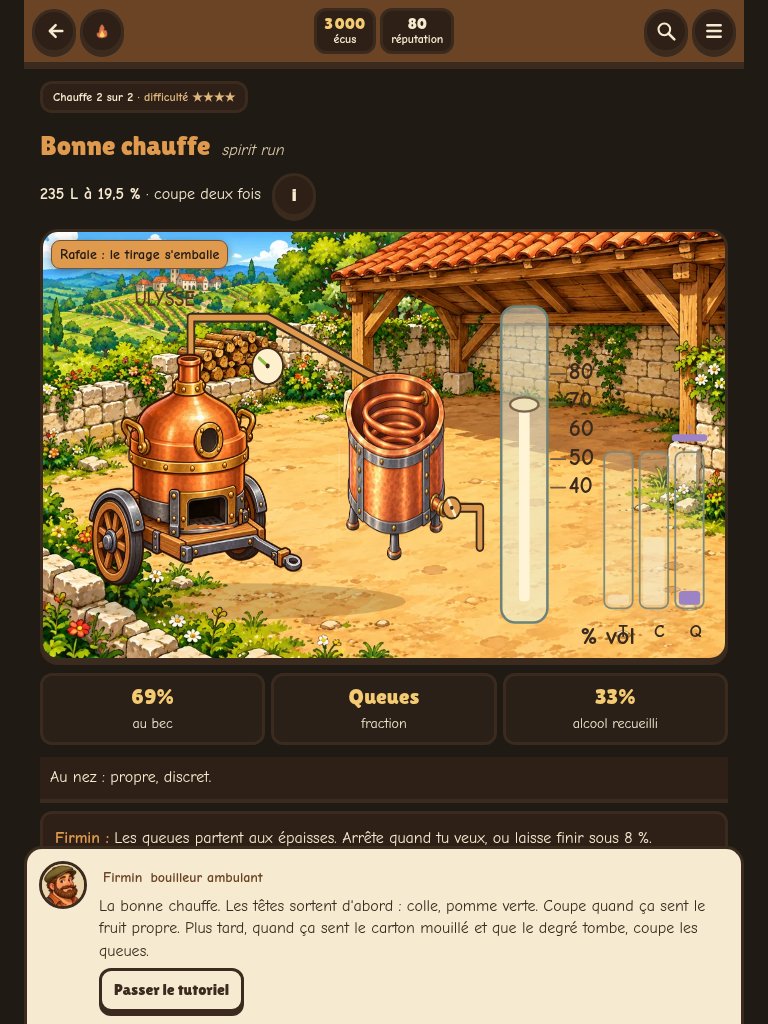 3 000
écus
80
réputation
Chauffe 2 sur 2 · difficulté ★★★★
Bonne chauffe spirit run
235 L à 19,5 % · coupe deux fois i
Rafale : le tirage s'emballe
ULYSSE
80
70
60
50
40
% vol
T C Q
69%
au bec
Queues
fraction
33%
alcool recueilli
Au nez : propre, discret.
Firmin : Les queues partent aux épaisses. Arrête quand tu veux, ou laisse finir sous 8 %.
Firmin bouilleur ambulant
La bonne chauffe. Les têtes sortent d'abord : colle, pomme verte. Coupe quand ça sent le
fruit propre. Plus tard, quand ça sent le carton mouillé et que le degré tombe, coupe les
queues.
Passer le tutoriel